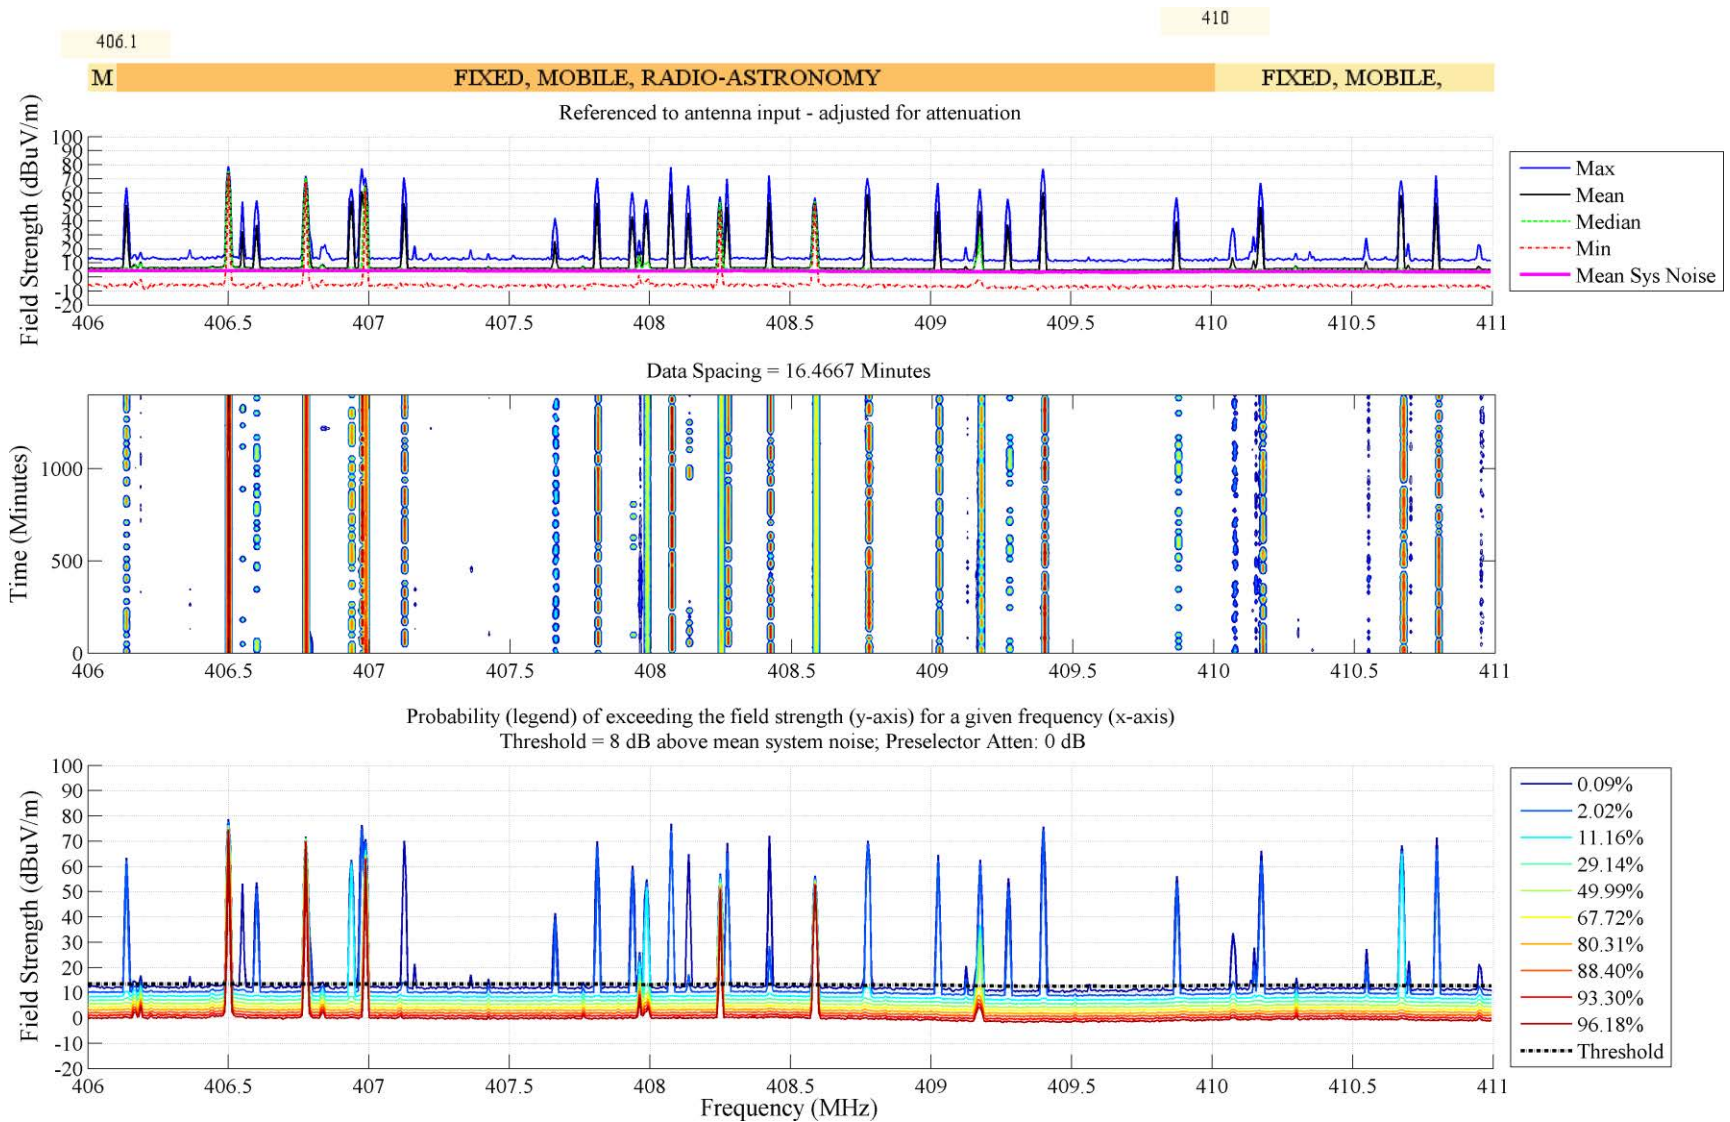 410
406.1
M FIXED, MOBILE, RADIO-ASTRONOMY FIXED, MOBILE,
Referenced to antenna input - adjusted for attenuation
Field Strength (dBuV/m)
100
90
80
70
60
50
40
30
20
10
0
-10
-20
406 406.5 407 407.5 408 408.5 409 409.5 410 410.5 411
Max
Mean
Median
Min
Mean Sys Noise
Data Spacing = 16.4667 Minutes
Time (Minutes)
1000
500
0
406 406.5 407 407.5 408 408.5 409 409.5 410 410.5 411
Probability (legend) of exceeding the field strength (y-axis) for a given frequency (x-axis)
Threshold = 8 dB above mean system noise; Preselector Atten: 0 dB
Field Strength (dBuV/m)
100
90
80
70
60
50
40
30
20
10
0
-10
-20
406 406.5 407 407.5 408 408.5 409 409.5 410 410.5 411
Frequency (MHz)
0.09%
2.02%
11.16%
29.14%
49.99%
67.72%
80.31%
88.40%
93.30%
96.18%
Threshold